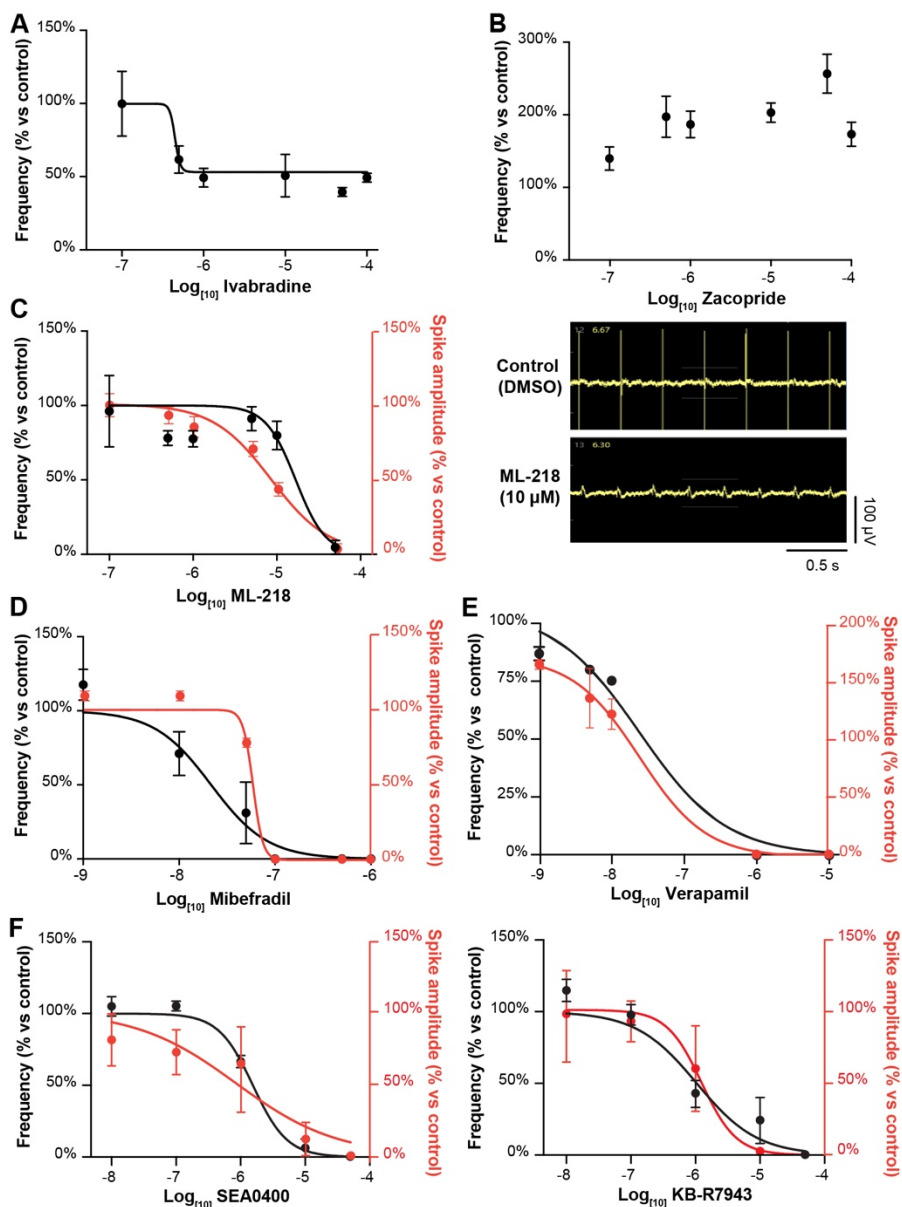 A
150%
100%
50%
0%
Frequency (% vs control)
-7
-6
-5
-4
Log[10] Ivabradine
B
300%
200%
100%
0%
Frequency (% vs control)
-7
-6
-5
-4
Log[10] Zacopride
C
150%
100%
50%
0%
Frequency (% vs control)
150%
100%
50%
0%
Spike amplitude (% vs control)
-7
-6
-5
-4
Log[10] ML-218
Control
(DMSO)
12 6.67
ML-218
(10 µM)
13 6.30
100 µV
0.5 s
D
150%
100%
50%
0%
Frequency (% vs control)
150%
100%
50%
0%
Spike amplitude (% vs control)
-9
-8
-7
-6
Log[10] Mibefradil
E
100%
75%
50%
25%
0%
Frequency (% vs control)
200%
150%
100%
150%
0%
Spike amplitude (% vs control)
-9
-8
-7
-6
-5
Log[10] Verapamil
F
150%
100%
50%
0%
Frequency (% vs control)
150%
100%
50%
0%
Spike amplitude (% vs control)
-8
-7
-6
-5
-4
Log[10] SEA0400
150%
100%
50%
0%
Frequency (% vs control)
150%
100%
50%
0%
Spike amplitude (% vs control)
-8
-7
-6
-5
-4
Log[10] KB-R7943